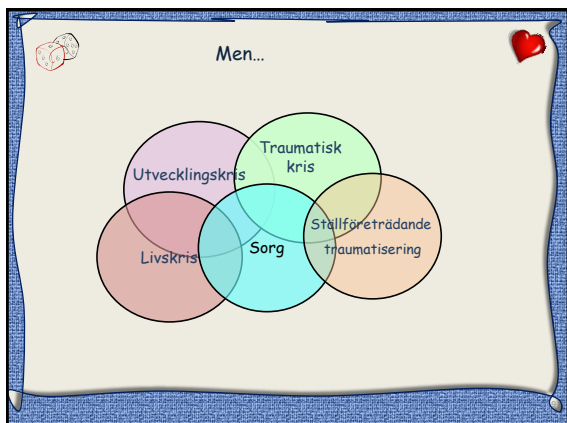 Men…
Traumatisk
kris
Utvecklingskris
Ställföreträdande
traumatisering
Sorg
Livskris